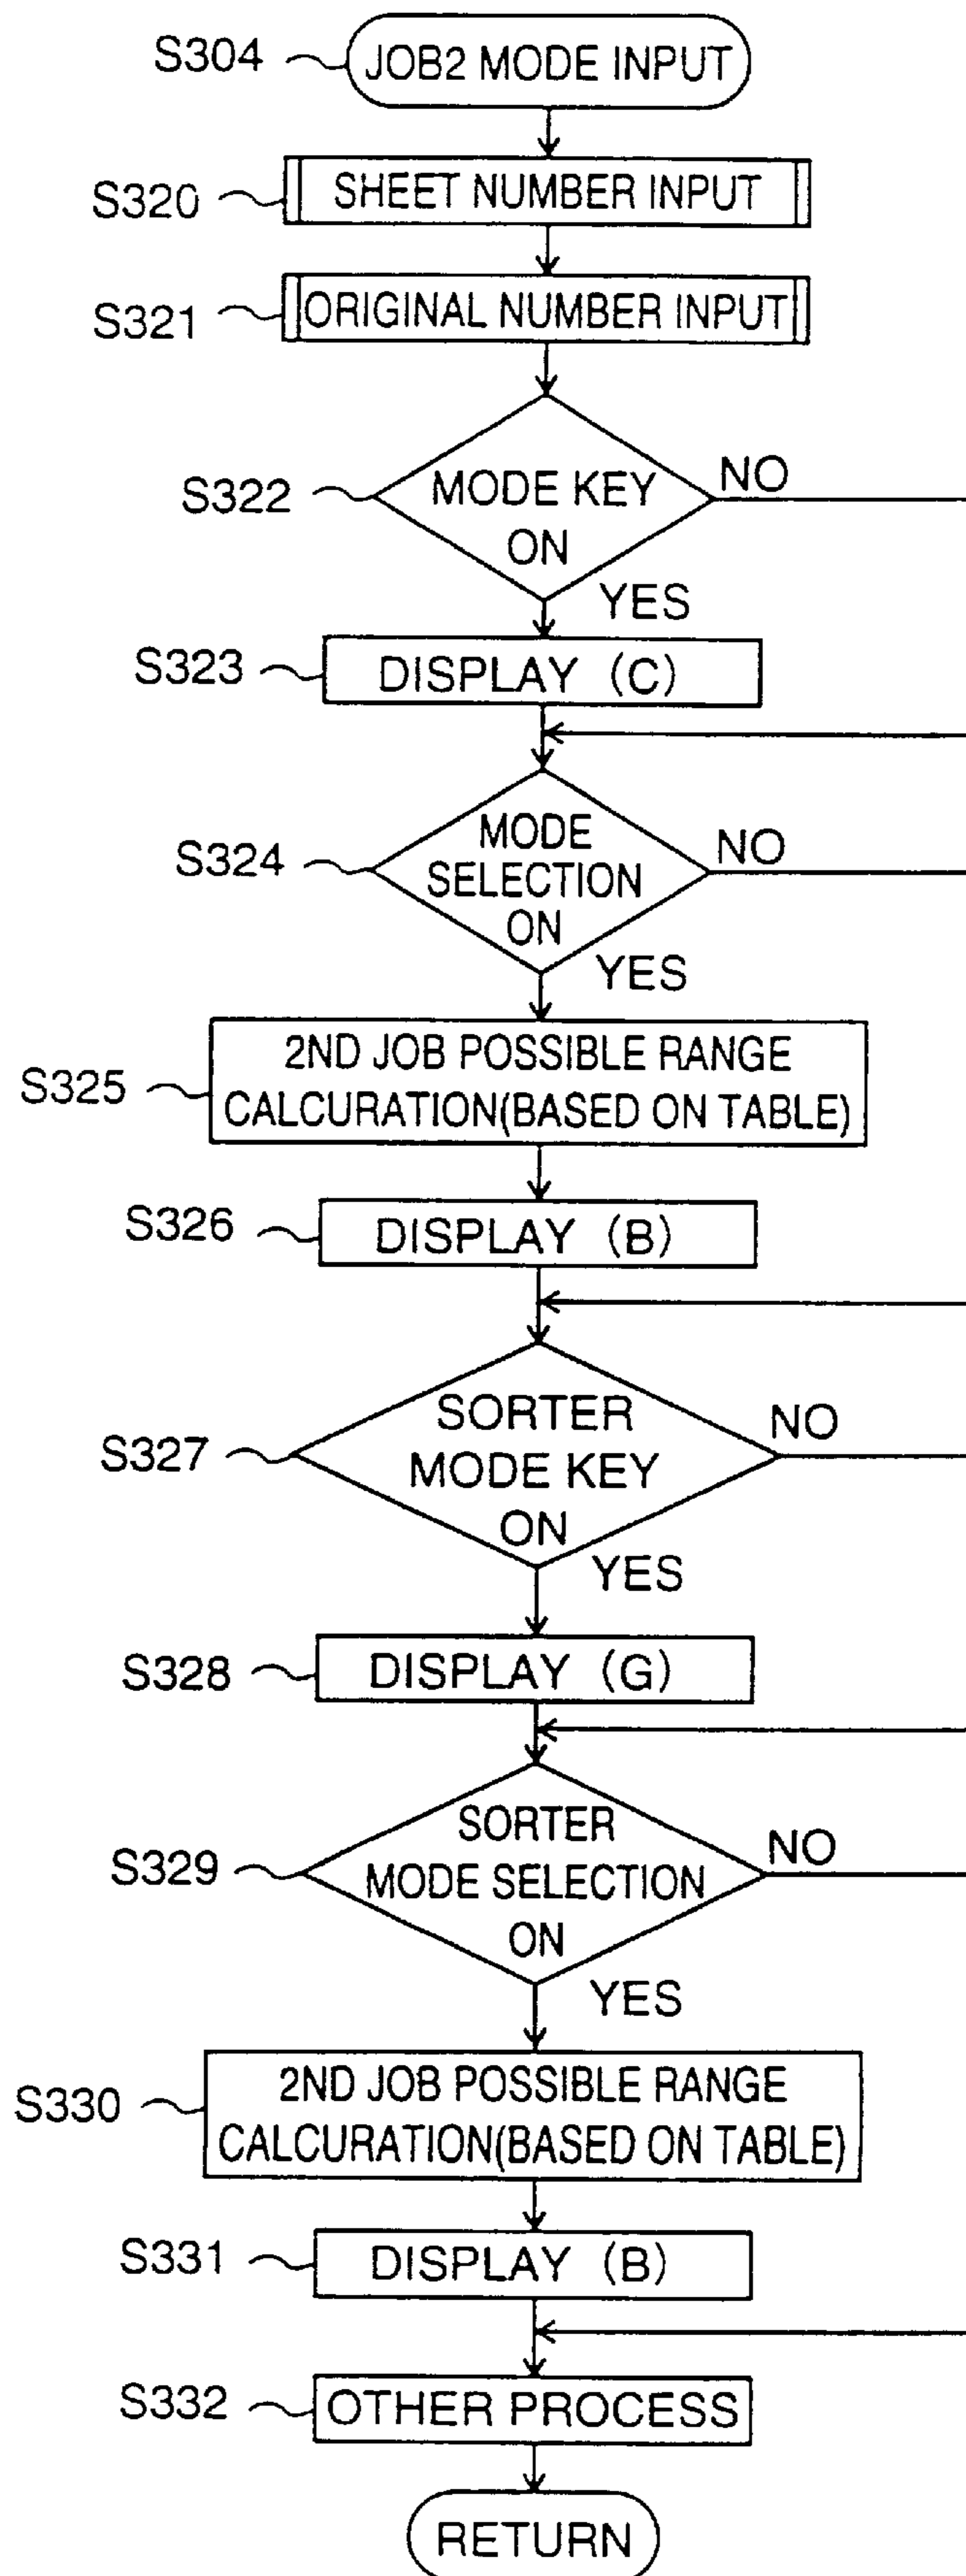 S304
JOB2 MODE INPUT
S320
SHEET NUMBER INPUT
S321
ORIGINAL NUMBER INPUT
S322
MODE KEY
ON
NO
YES
S323
DISPLAY (C)
S324
MODE
SELECTION
ON
NO
YES
S325
2ND JOB POSSIBLE RANGE
CALCURATION(BASED ON TABLE)
S326
DISPLAY (B)
S327
SORTER
MODE KEY
ON
NO
YES
S328
DISPLAY (G)
S329
SORTER
MODE SELECTION
ON
NO
YES
S330
2ND JOB POSSIBLE RANGE
CALCURATION(BASED ON TABLE)
S331
DISPLAY (B)
S332
OTHER PROCESS
RETURN